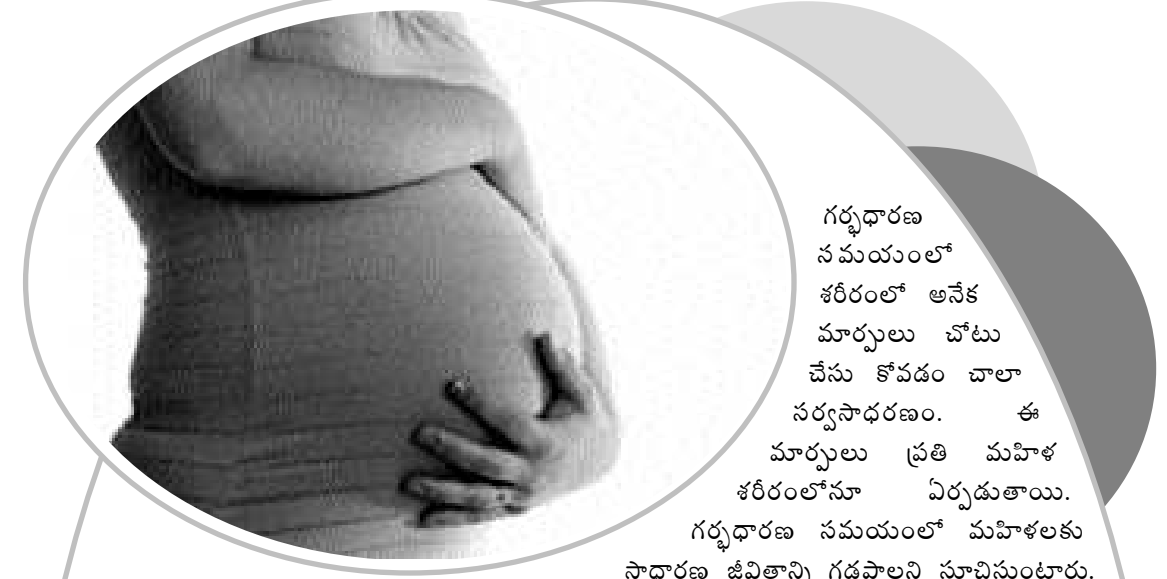 గర్భధారణ
సమయంలో
శరీరంలో అనేక
మార్పులు చోటు
చేసు కోవడం చాలా
సర్వసాధరణం. ఈ
మార్పులు ప్రతి మహిళ
శరీరంలోనూ ఏర్పడుతాయి.
గర్భధారణ సమయంలో మహిళలకు
సాదారణ జీవితాన్ని గడపాలని సూచిస్తుంటారు.